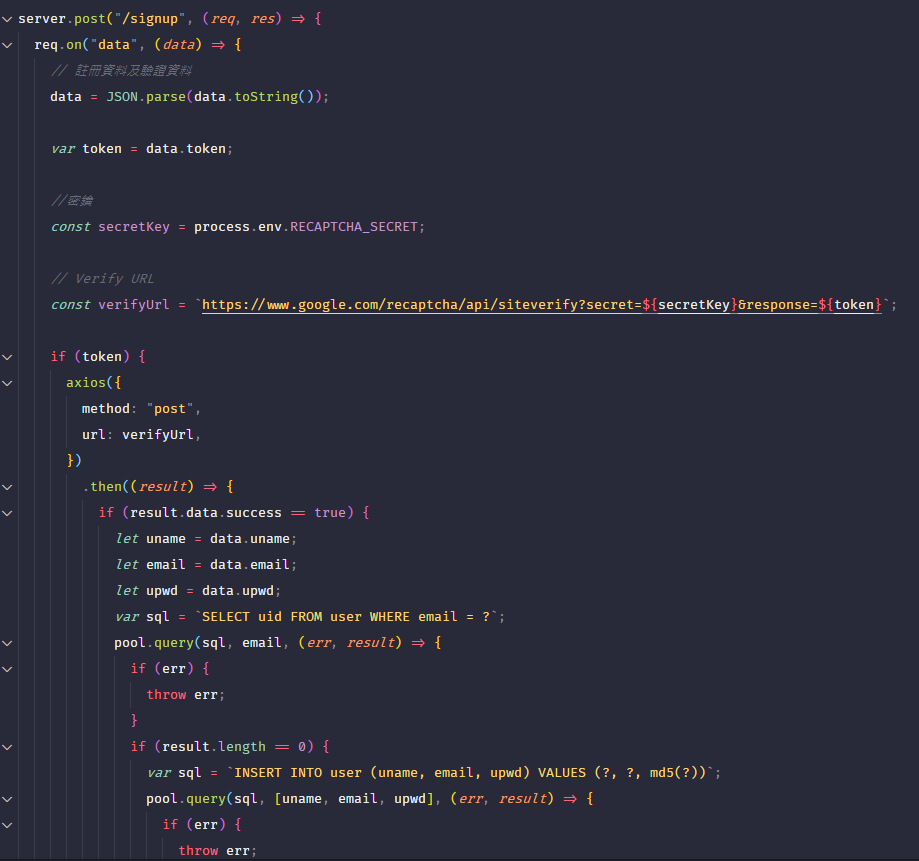 server.post("/signup", (req, res) => {
req.on("data", (data) => {
// 註冊資料及驗證資料
data = JSON.parse(data.toString());
var token = data.token;
//密鑰
const secretKey = process.env.RECAPTCHA_SECRET;
// Verify URL
const verifyUrl = `https://www.google.com/recaptcha/api/siteverify?secret=${secretKey}&response=${token}`;
if (token) {
axios({
method: "post",
url: verifyUrl,
})
.then((result) => {
if (result.data.success == true) {
let uname = data.uname;
let email = data.email;
let upwd = data.upwd;
var sql = `SELECT uid FROM user WHERE email = ?`;
pool.query(sql, email, (err, result) => {
if (err) {
throw err;
}
if (result.length == 0) {
var sql = `INSERT INTO user (uname, email, upwd) VALUES (?, ?, md5(?))`;
pool.query(sql, [uname, email, upwd], (err, result) => {
if (err) {
throw err;